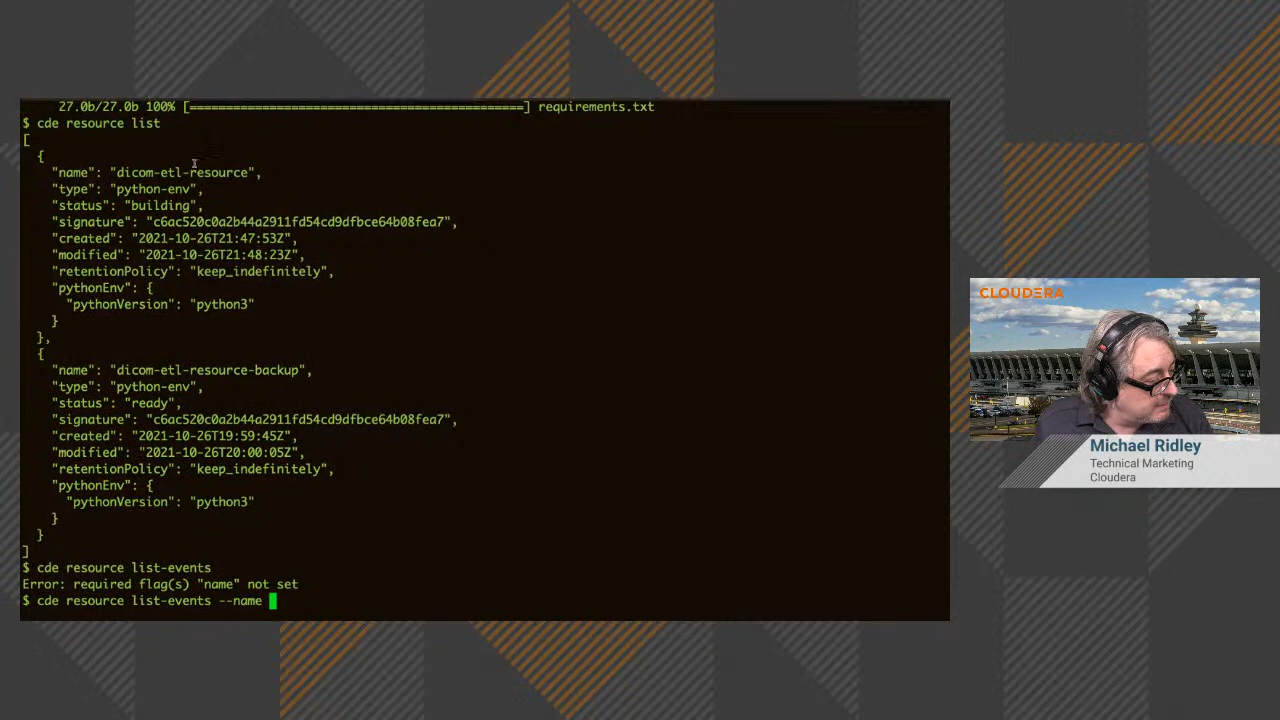 27.0b/27.0b 100% [==============================================] requirements.txt
$ cde resource list
[
{
"name": "dicom-etl-resource",
"type": "python-env",
"status": "building",
"signature": "c6ac520c0a2b44a2911fd54cd9dfbce64b08fea7",
"created": "2021-10-26T21:47:53Z",
"modified": "2021-10-26T21:48:23Z",
"retentionPolicy": "keep_indefinitely",
"pythonEnv": {
"pythonVersion": "python3"
}
},
{
"name": "dicom-etl-resource-backup",
"type": "python-env",
"status": "ready",
"signature": "c6ac520c0a2b44a2911fd54cd9dfbce64b08fea7",
"created": "2021-10-26T19:59:45Z",
"modified": "2021-10-26T20:00:05Z",
"retentionPolicy": "keep_indefinitely",
"pythonEnv": {
"pythonVersion": "python3"
}
}
]
$ cde resource list-events
Error: required flag(s) "name" not set
$ cde resource list-events --name
CLOUDERA
Michael Ridley
Technical Marketing
Cloudera